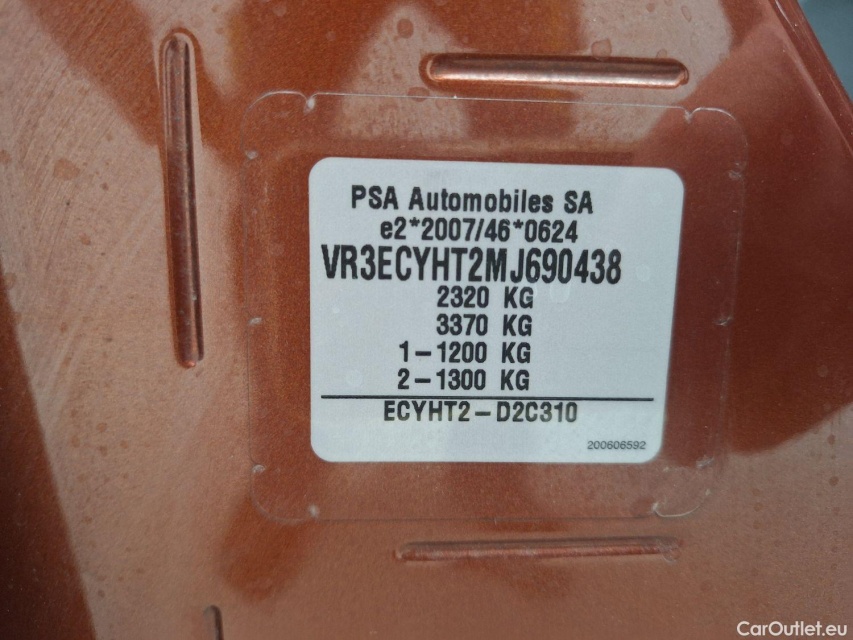 PSA Automobiles SA
e2*2007/46*0624
VR3ECYHT2MJ690438
2320 KG
3370 KG
1-1200 KG
2-1300 KG
ECYHT2-D2C310
200606592
CarOutlet.eu